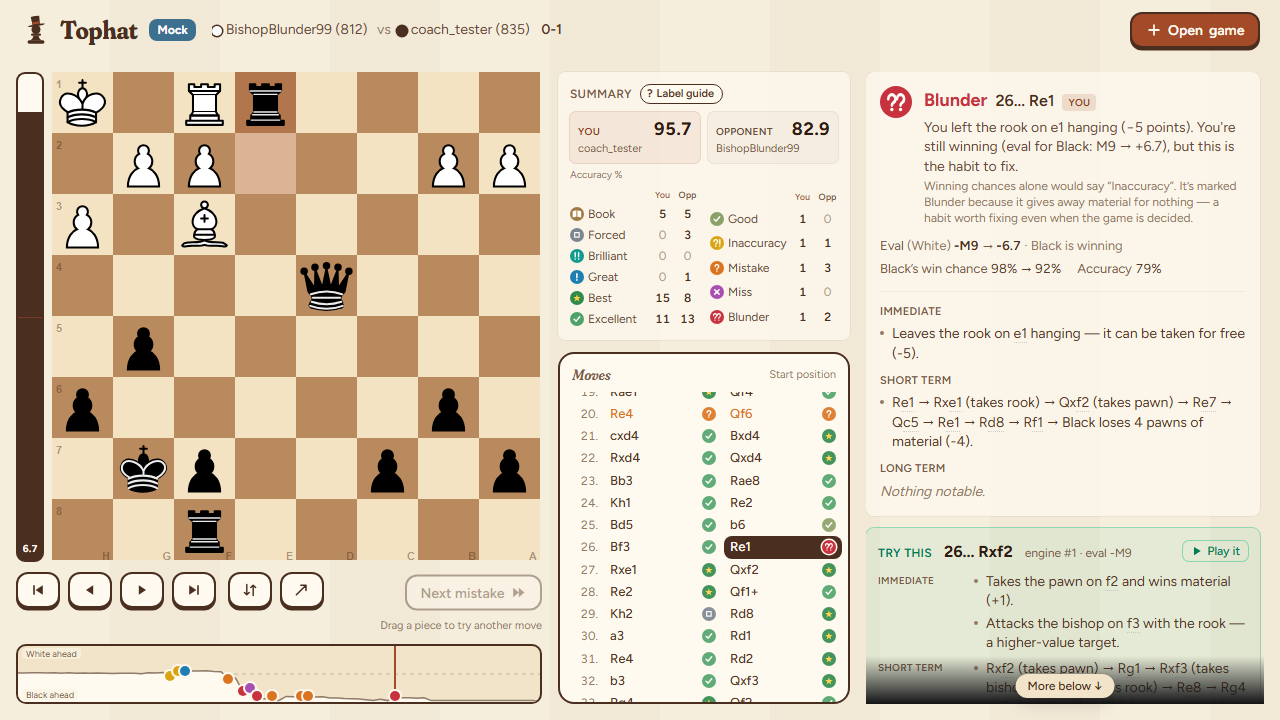 Tophat Mock BishopBlunder99 (812) vs coach_tester (835) 0-1
+ Open game
1
2
3
4
5
6
7
8
H G F E D C B A
6.7
Next mistake
Drag a piece to try another move
White ahead
Black ahead
SUMMARY ? Label guide
YOU 95.7
coach_tester
OPPONENT 82.9
BishopBlunder99
Accuracy %
You Opp
Book 5 5
Forced 0 3
Brilliant 0 0
Great 0 1
Best 15 8
Excellent 11 13
You Opp
Good 1 0
Inaccuracy 1 1
Mistake 1 3
Miss 1 0
Blunder 1 2
Moves Start position
19. Rae1 Qf4
20. Re4 Qf6
21. cxd4 Bxd4
22. Rxd4 Qxd4
23. Bb3 Rae8
24. Kh1 Re2
25. Bd5 b6
26. Bf3 Re1
27. Rxe1 Qxf2
28. Re2 Qf1+
29. Kh2 Rd8
30. a3 Rd1
31. Re4 Rd2
32. b3 Qxf3
Blunder 26... Re1 YOU
You left the rook on e1 hanging (−5 points). You're
still winning (eval for Black: M9 → +6.7), but this is
the habit to fix.
Winning chances alone would say “Inaccuracy”. It’s marked
Blunder because it gives away material for nothing — a
habit worth fixing even when the game is decided.
Eval (White) -M9 → -6.7 · Black is winning
Black’s win chance 98% → 92% Accuracy 79%
IMMEDIATE
• Leaves the rook on e1 hanging — it can be taken for free
(-5).
SHORT TERM
• Re1 → Rxe1 (takes rook) → Qxf2 (takes pawn) → Re7 →
Qc5 → Re1 → Rd8 → Rf1 → Black loses 4 pawns of
material (-4).
LONG TERM
Nothing notable.
TRY THIS 26... Rxf2 engine #1 · eval -M9 Play it
IMMEDIATE
• Takes the pawn on f2 and wins material
(+1).
• Attacks the bishop on f3 with the rook —
a higher-value target.
SHORT TERM
• Rxf2 (takes pawn) → Rg1 → Rxf3 (takes
rook) → Re8 → Rg4
More below ↓